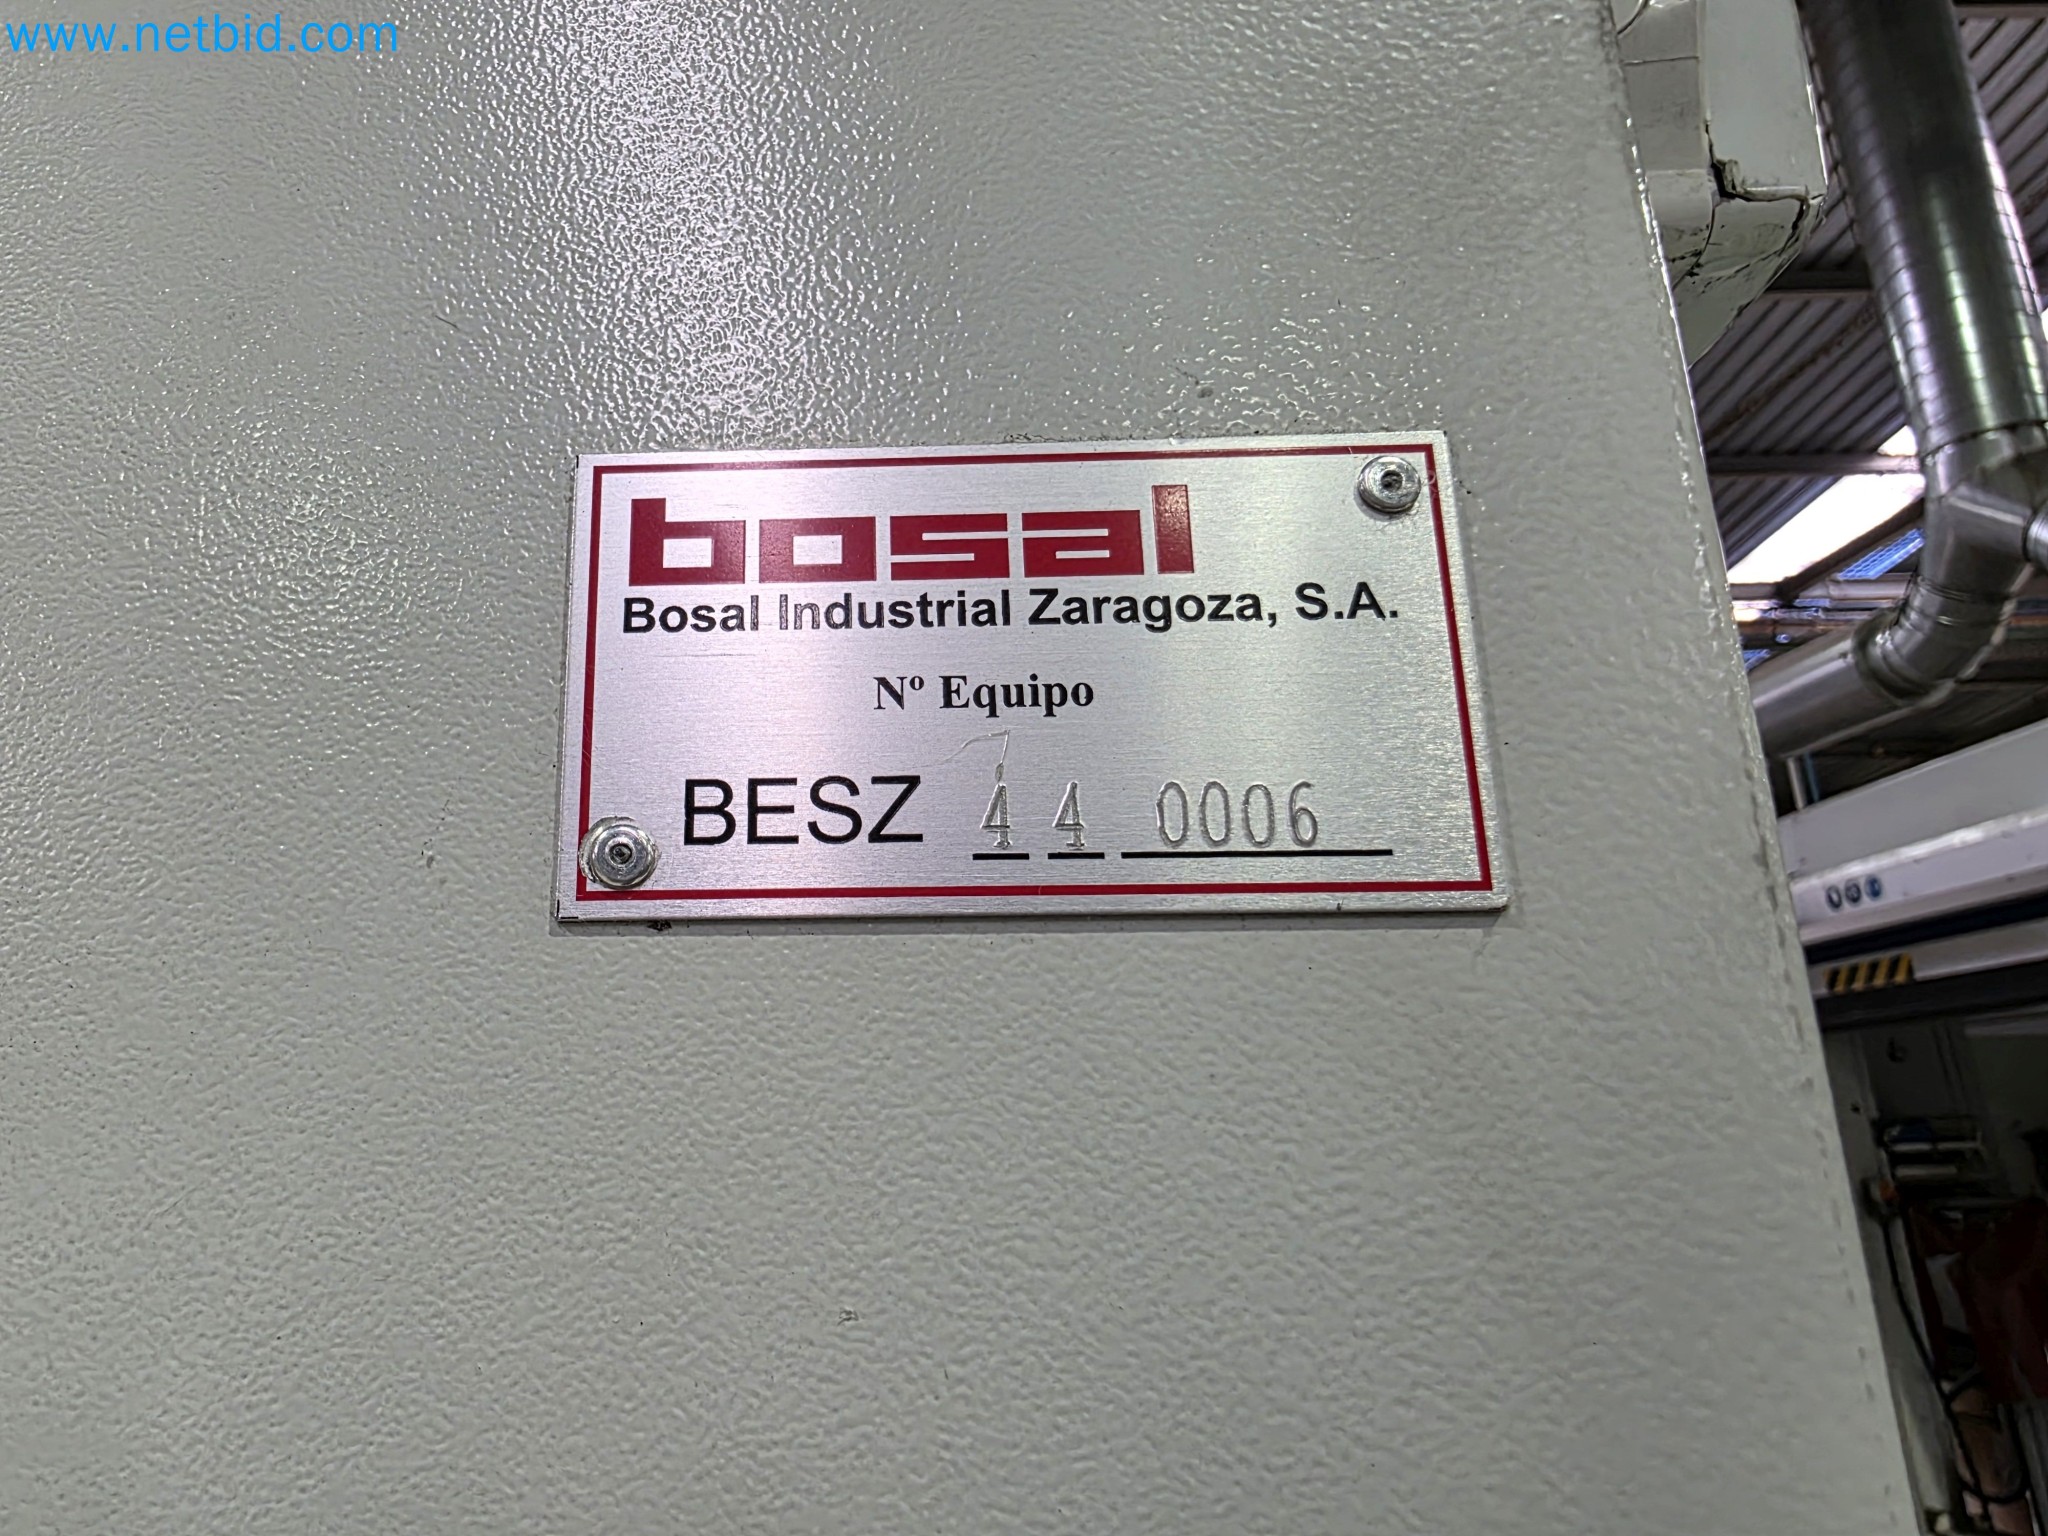 www.netbid.com
bosal
Bosal Industrial Zaragoza, S.A.
Nº Equipo
BESZ 4 4 0006